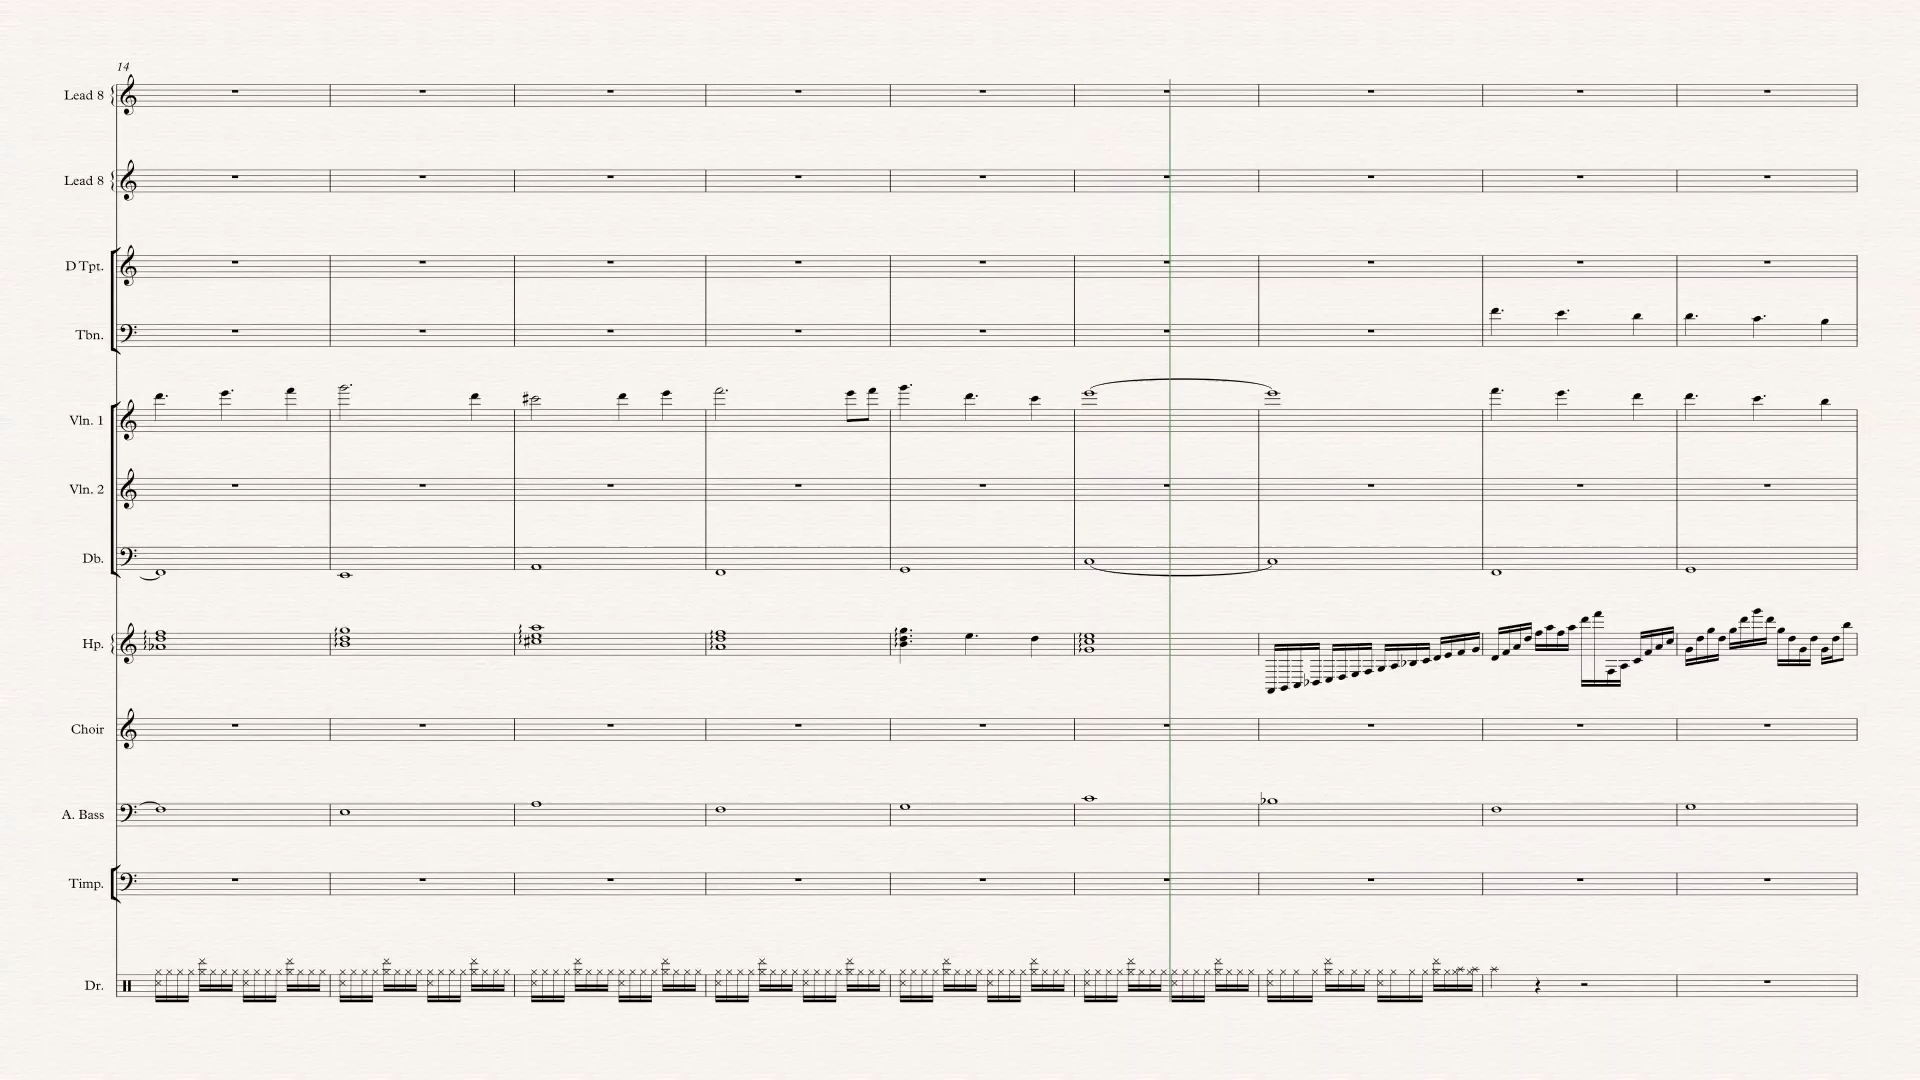 14
Lead 8
Lead 8
D Tpt.
Tbn.
Vln. 1
Vln. 2
Db.
Hp.
Choir
A. Bass
Timp.
Dr.